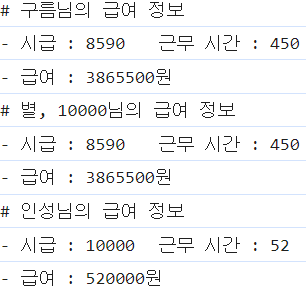 # 구름님의 급여 정보
- 시급 : 8590   근무 시간 : 450
- 급여 : 3865500원
# 별, 10000님의 급여 정보
- 시급 : 8590   근무 시간 : 450
- 급여 : 3865500원
# 인성님의 급여 정보
- 시급 : 10000   근무 시간 : 52
- 급여 : 520000원